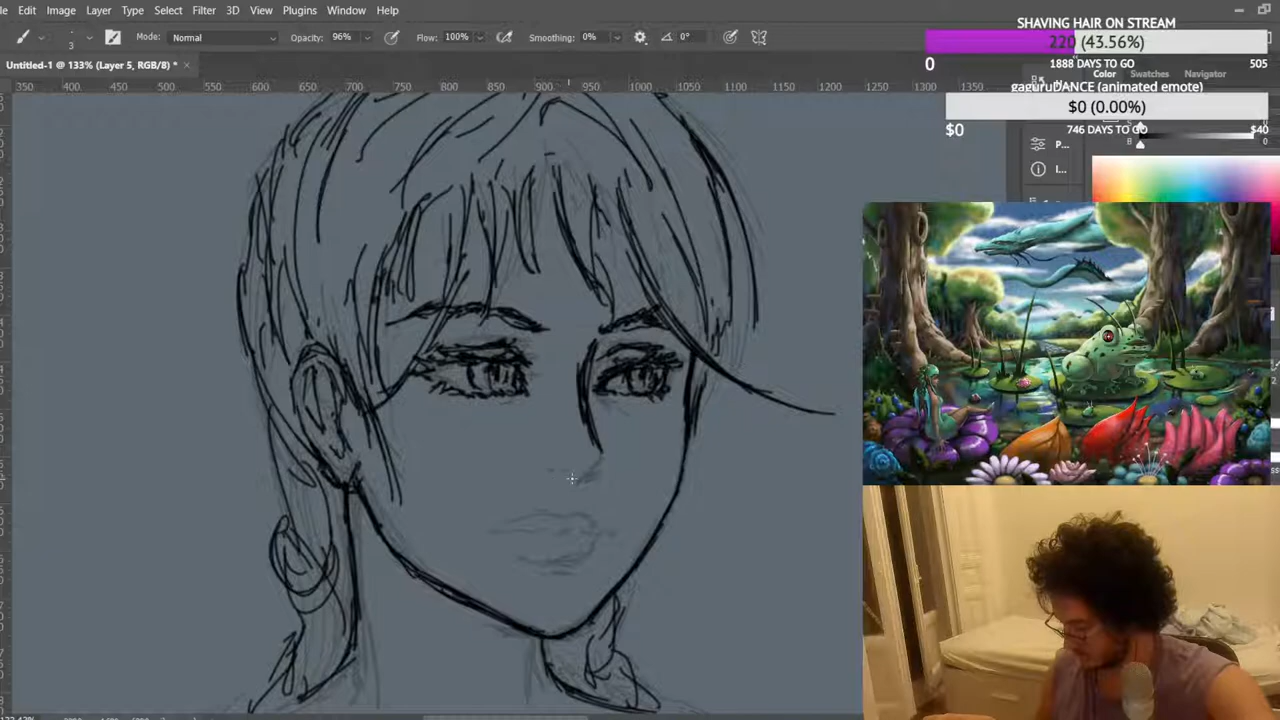 Edit Image Layer Type Select Filter 3D View Plugins Window Help
3 Mode: Normal Opacity: 96% Flow: 100% Smoothing: 0% 0°
Untitled-1 @ 133% (Layer 5, RGB/8) *
350 400 450 500 550 600 650 700 750 800 850 900 950 1000 1050 1100 1150 1200 1250 1300 1350
SHAVING HAIR ON STREAM
220 (43.56%)
0 1888 DAYS TO GO 505
Color Swatches Navigator
gaguruDANCE (animated emote)
$0 (0.00%)
$0 746 DAYS TO GO $40
P...
I...